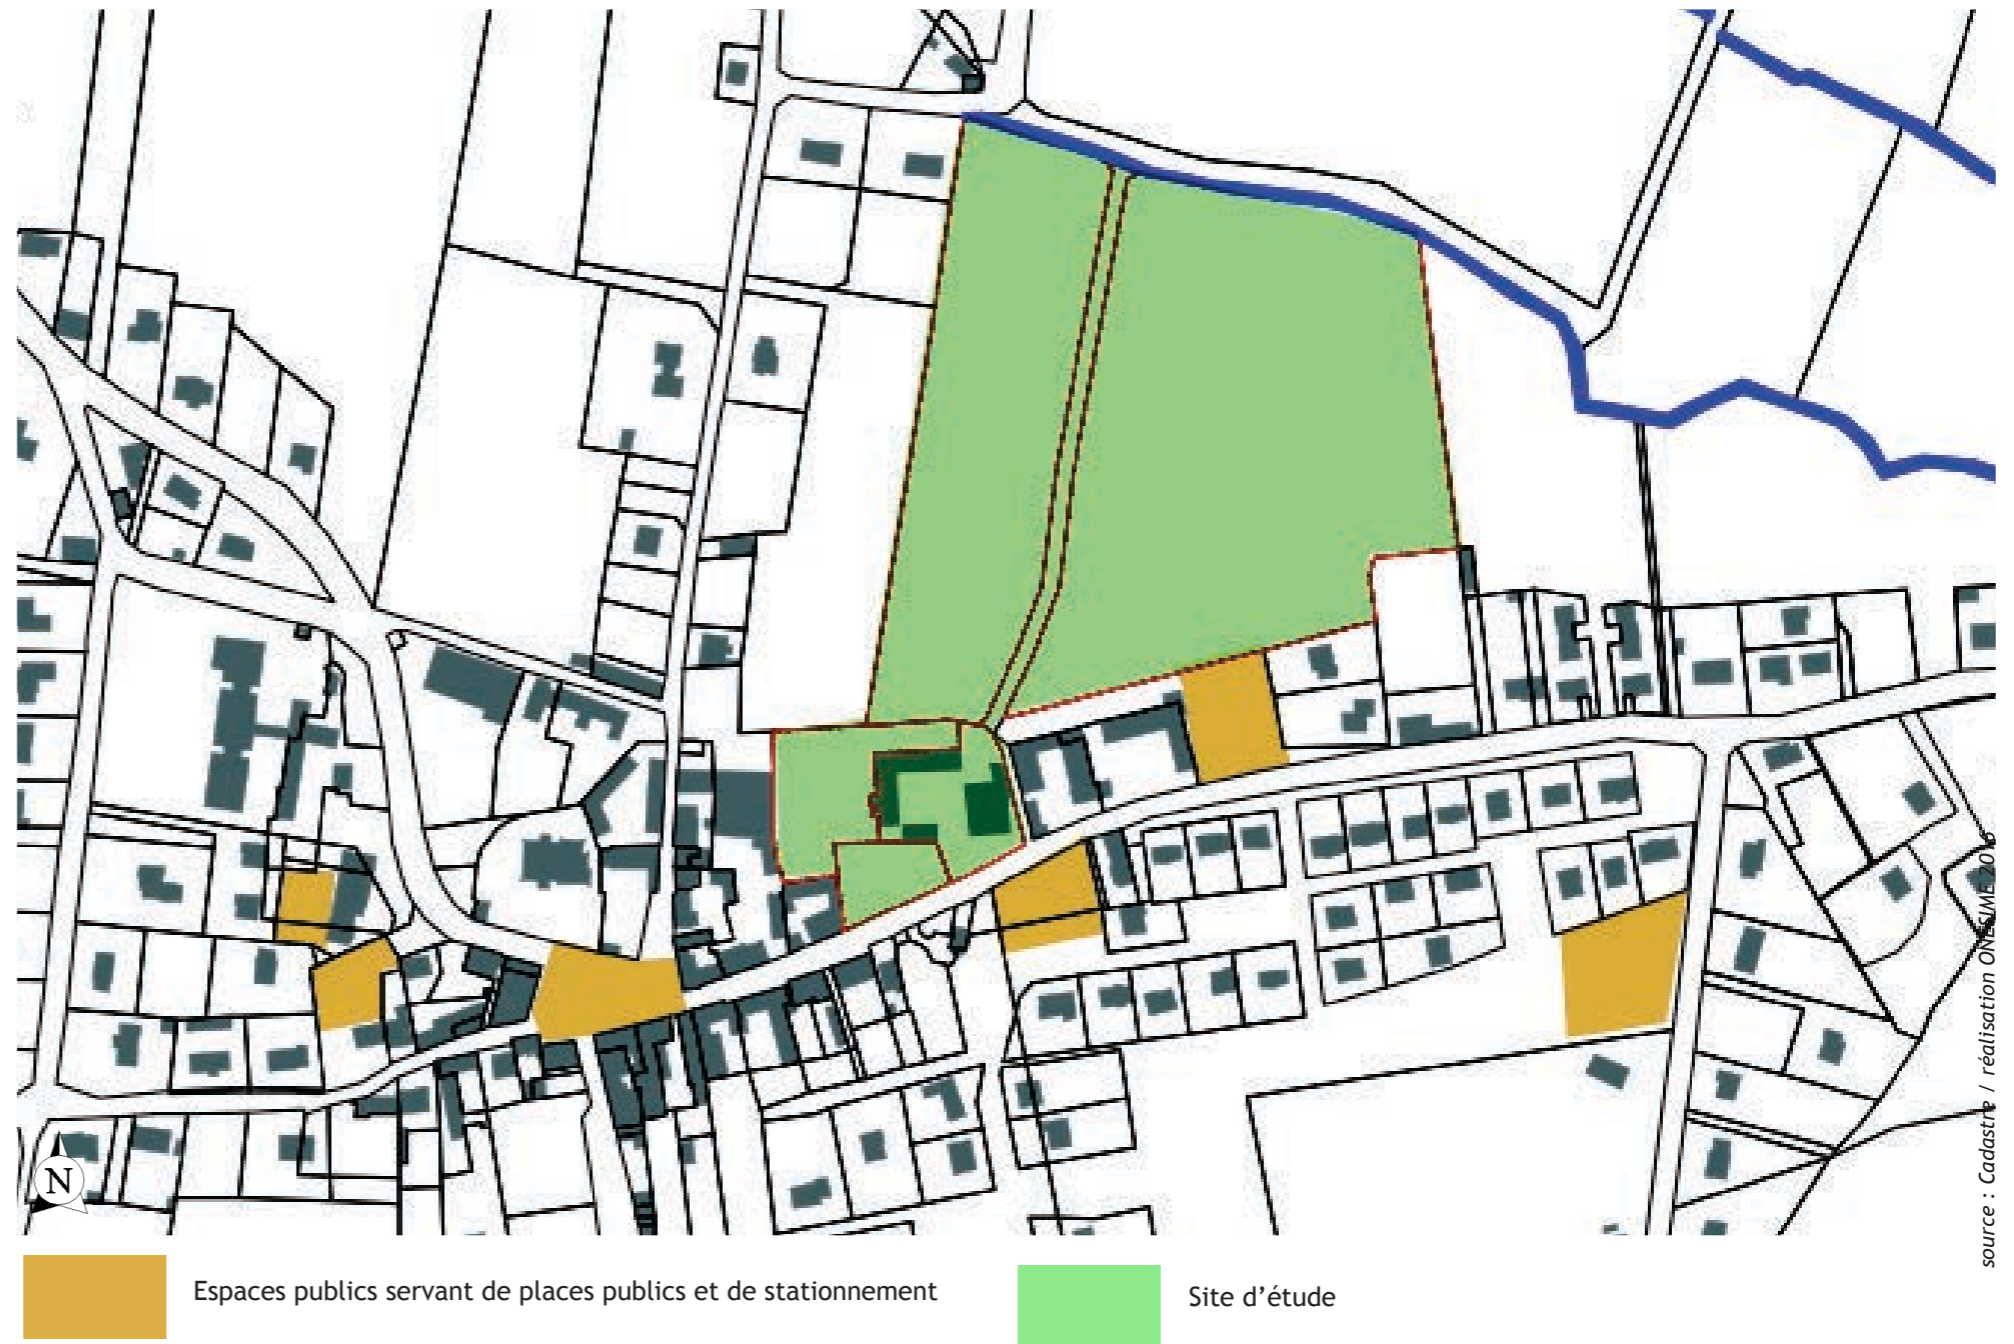 N
Espaces publics servant de places publics et de stationnement
Site d'étude
source : Cadastre / réalisation ONESIME 2016